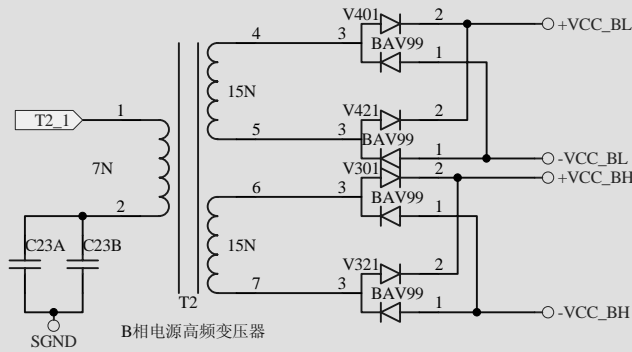 V401
2
+VCC_BL
4
3
BAV99
1
15N
V421
2
T2_1
1
5
3
BAV99
1
-VCC_BL
7N
V301
2
+VCC_BH
6
3
BAV99
2
1
C23A
C23B
15N
V321
2
7
3
BAV99
T2
1
-VCC_BH
SGND
B相电源高频变压器